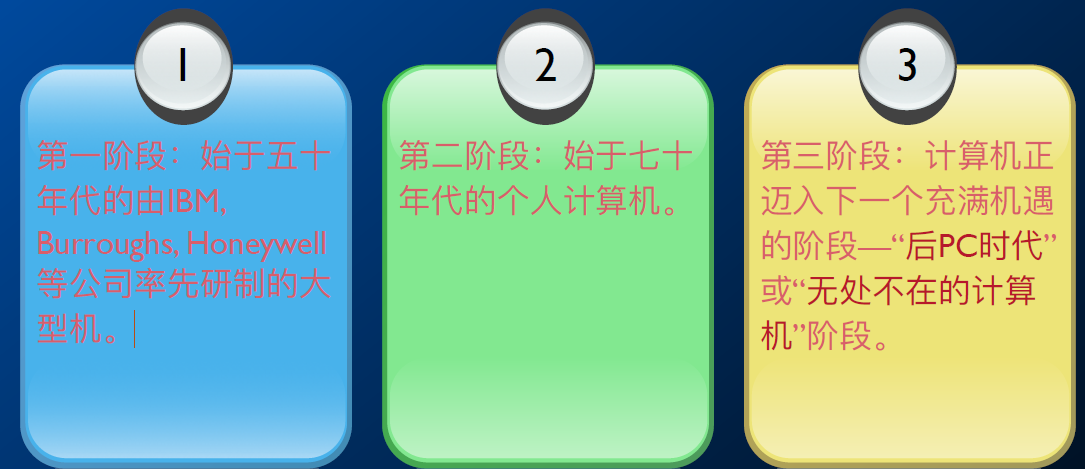 1
第一阶段：始于五十
年代的由IBM,
Burroughs, Honeywell
等公司率先研制的大
型机。
2
第二阶段：始于七十
年代的个人计算机。
3
第三阶段：计算机正
迈入下一个充满机遇
的阶段—“后PC时代”
或“无处不在的计算
机”阶段。